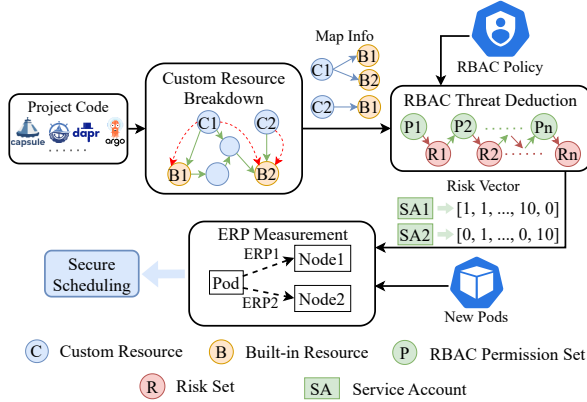 Map Info
C1
B1
B2
C2
B1
RBAC Policy
Project Code
capsule
dapr
argo
......
Custom Resource
Breakdown
C1
C2
B1
B2
RBAC Threat Deduction
P1
P2
......
Pn
R1
R2
Rn
Risk Vector
SA1 [1, 1, ..., 10, 0]
SA2 [0, 1, ..., 0, 10]
ERP Measurement
Secure
Scheduling
Pod
ERP1
ERP2
Node1
Node2
New Pods
C Custom Resource
B Built-in Resource
P RBAC Permission Set
R Risk Set
SA Service Account